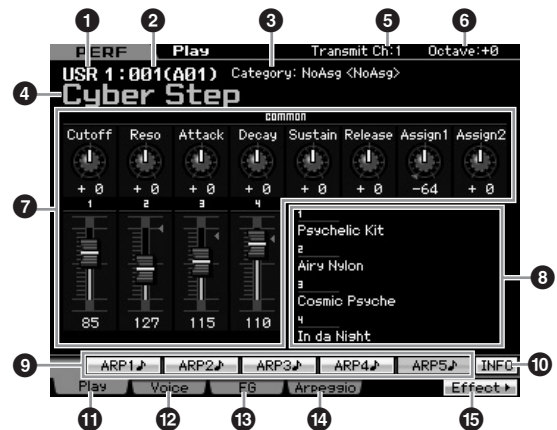 1 2 3 5 6
PERF Play Transmit Ch:1 Octave:+0
USR 1:001(A01) Category: NoAsg <NoAsg>
4 Cyber Step
common
Cutoff Reso Attack Decay Sustain Release Assign1 Assign2
+ 0 + 0 + 0 + 0 + 0 + 0 -64 + 0
7
1 2 3 4
85 127 115 110
1
Psychelic Kit
2
Airy Nylon
3
Cosmic Psyche
4
In da Night
8
9 ARP1♪ ARP2♪ ARP3♪ ARP4♪ ARP5♪ INFO 10
Play Voice EG Arpeggio Effect▶
11 12 13 14 15